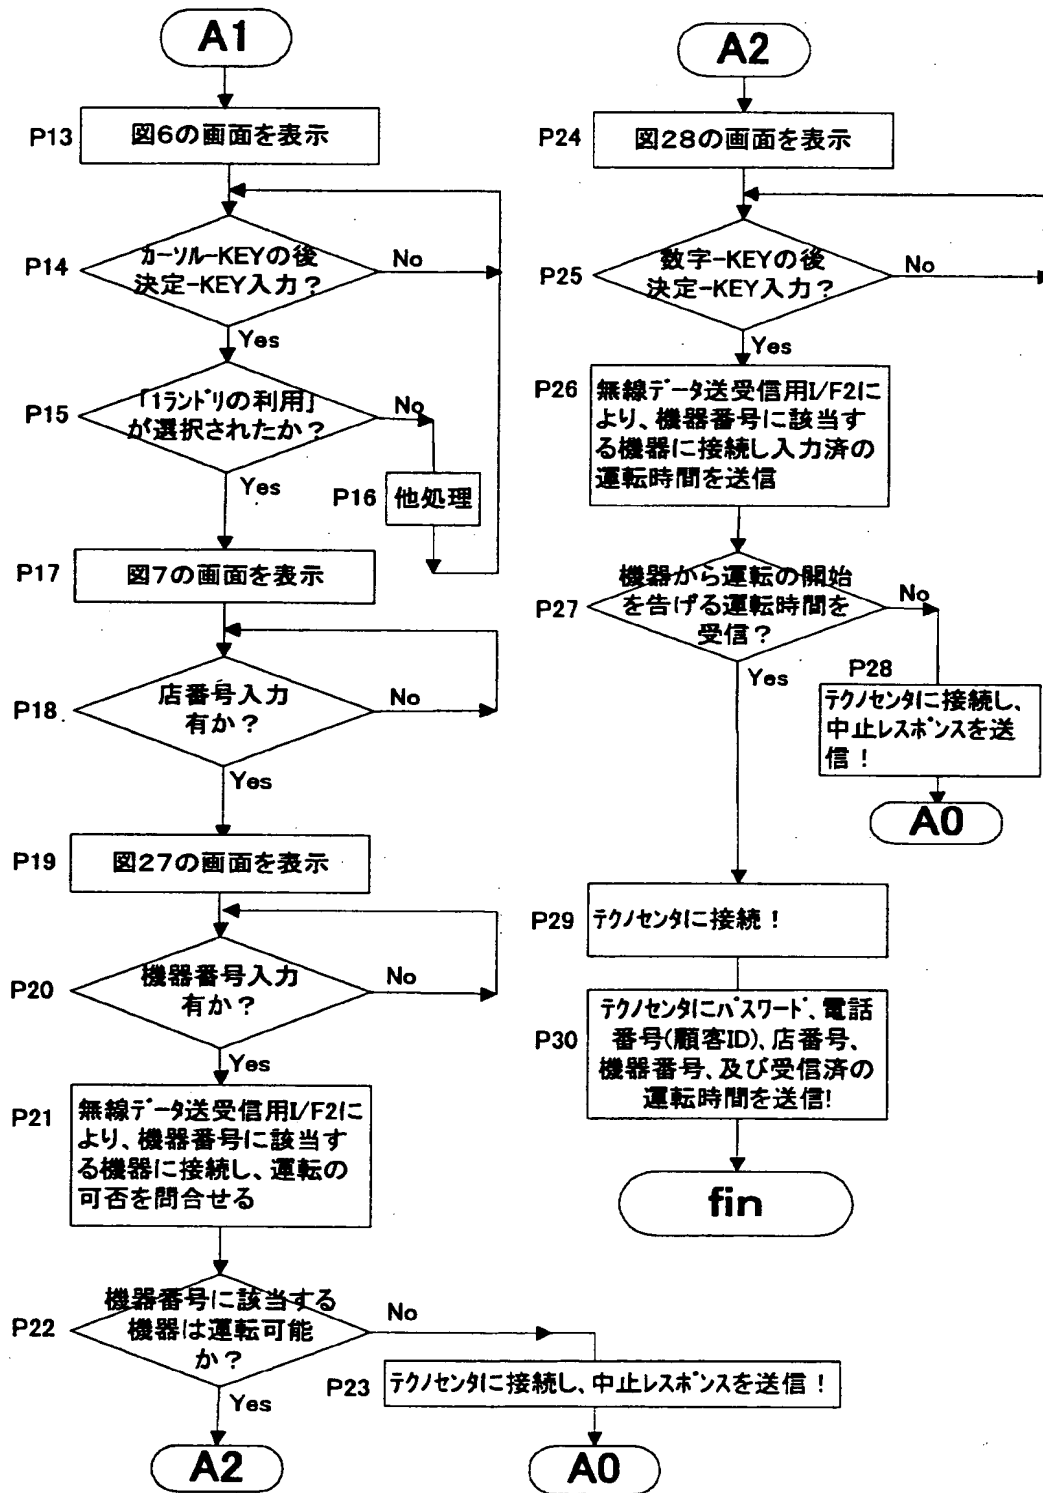 A1
P13
図6の画面を表示
P14
カーソル-KEYの後
決定-KEY入力？
No
Yes
P15
「1ランドリの利用」
が選択されたか？
No
Yes
P16
他処理
P17
図7の画面を表示
P18
店番号入力
有か？
No
Yes
P19
図27の画面を表示
P20
機器番号入力
有か？
No
Yes
P21
無線データ送受信用I/F2に
より、機器番号に該当す
る機器に接続し、運転の
可否を問合せる
P22
機器番号に該当する
機器は運転可能
か？
No
Yes
P23
テクノセンタに接続し、中止レスポンスを送信！
A2
A0
A2
P24
図28の画面を表示
P25
数字-KEYの後
決定-KEY入力？
No
Yes
P26
無線データ送受信用I/F2に
より、機器番号に該当す
る機器に接続し入力済の
運転時間を送信
P27
機器から運転の開始
を告げる運転時間を
受信？
No
Yes
P28
テクノセンタに接続し、
中止レスポンスを送
信！
A0
P29
テクノセンタに接続！
P30
テクノセンタにパスワード、電話
番号(顧客ID)、店番号、
機器番号、及び受信済の
運転時間を送信!
fin